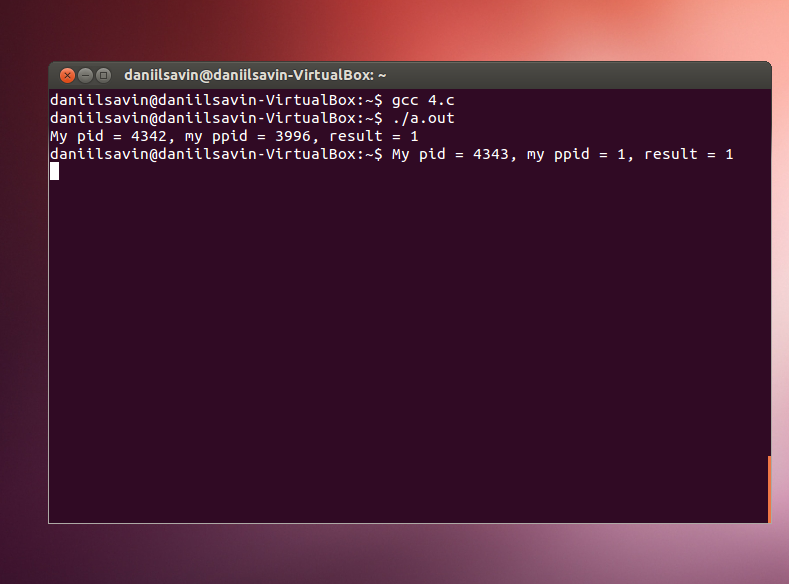 daniilsavin@daniilsavin-VirtualBox: ~
daniilsavin@daniilsavin-VirtualBox:~$ gcc 4.c
daniilsavin@daniilsavin-VirtualBox:~$ ./a.out
My pid = 4342, my ppid = 3996, result = 1
daniilsavin@daniilsavin-VirtualBox:~$ My pid = 4343, my ppid = 1, result = 1